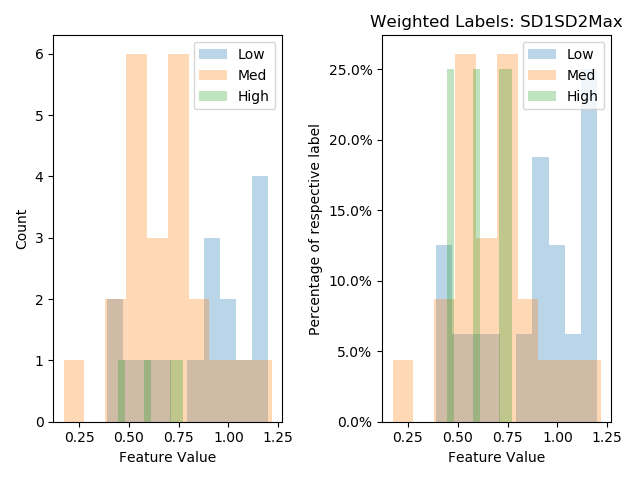 Count
6
5
4
3
2
1
0
Low
Med
High
0.25
0.50
0.75
1.00
1.25
Feature Value
Weighted Labels: SD1SD2Max
Percentage of respective label
25.0%
20.0%
15.0%
10.0%
5.0%
0.0%
Low
Med
High
0.25
0.50
0.75
1.00
1.25
Feature Value